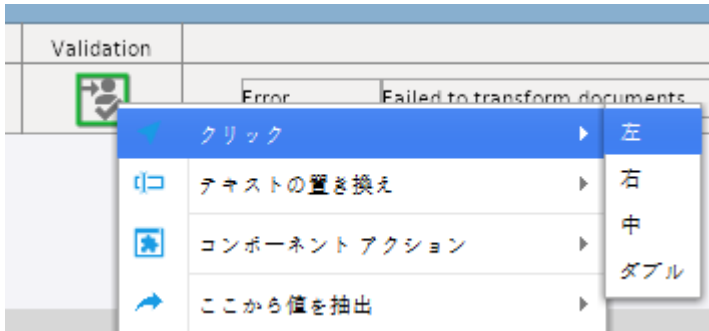 Validation
Error Failed to transform documents
クリック 左
テキストの置き換え 右
コンポーネント アクション 中
ダブル
ここから値を抽出